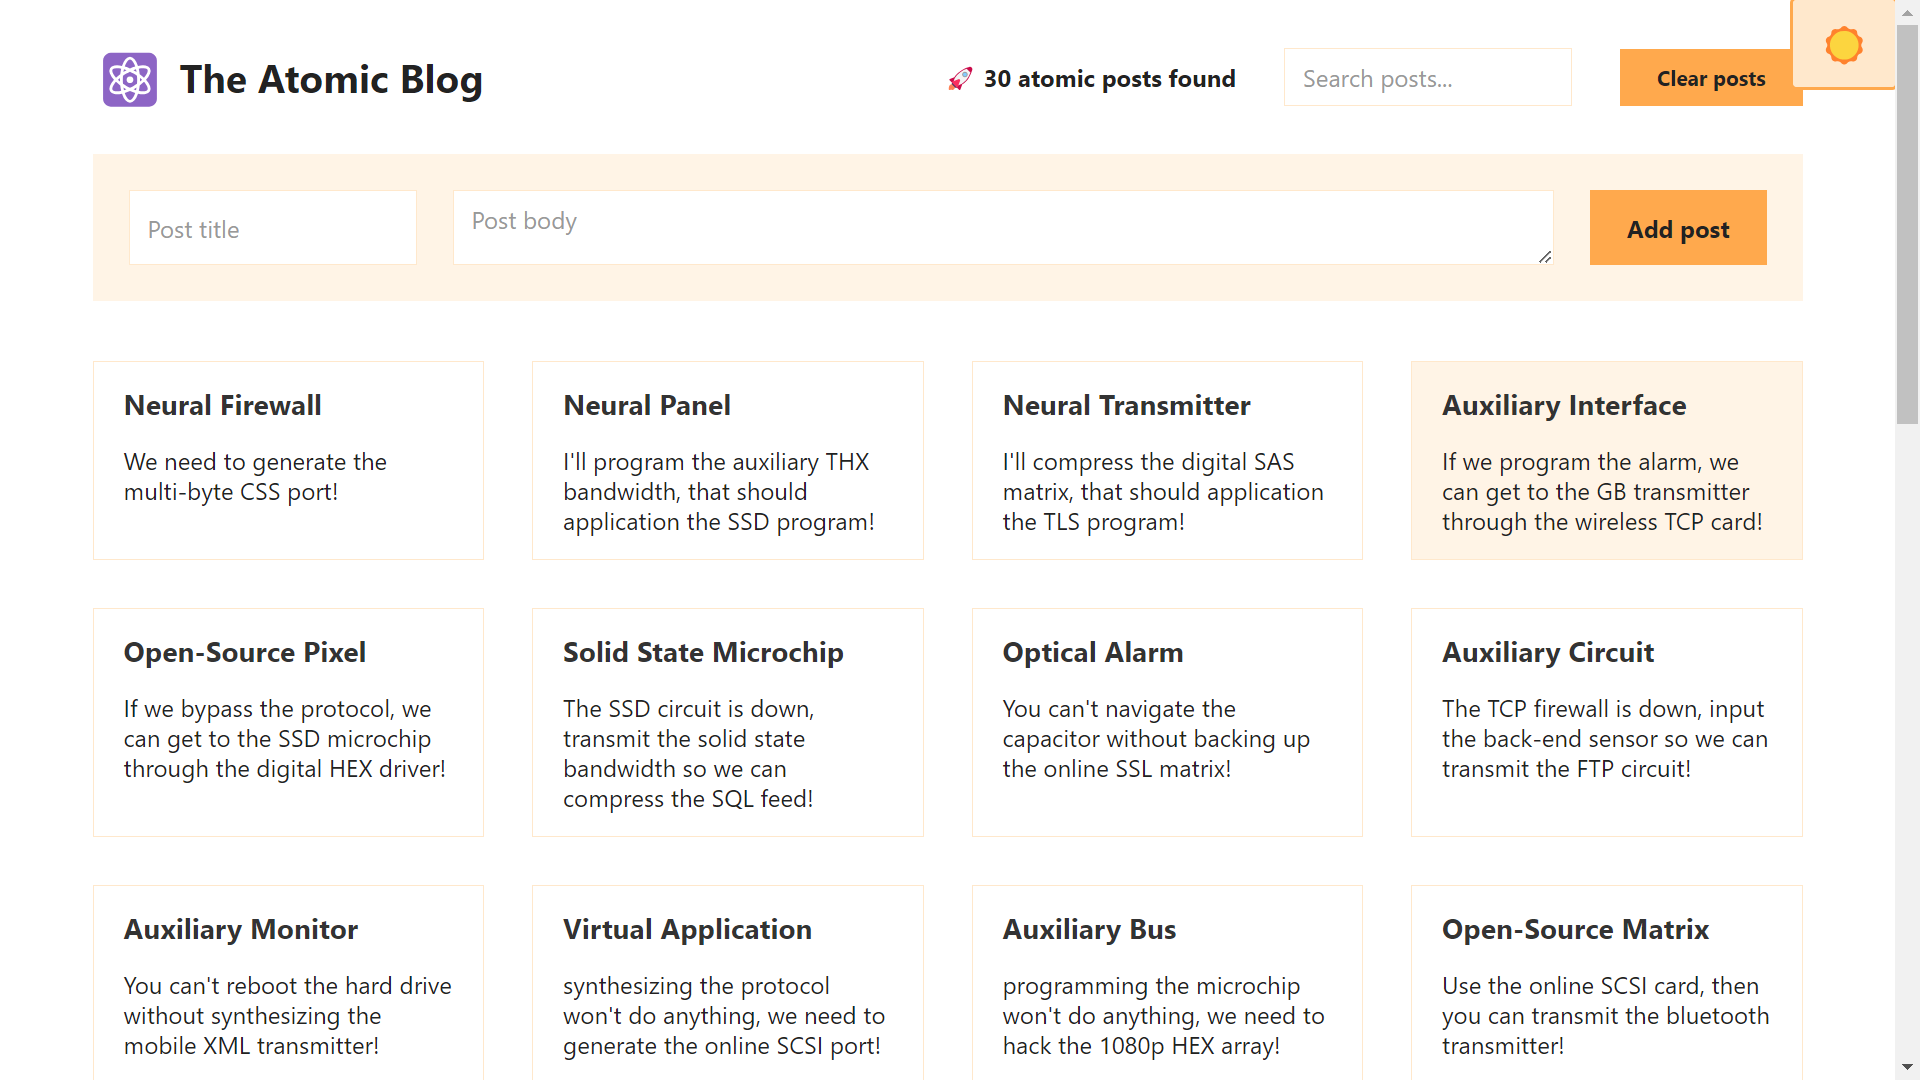 The Atomic Blog
🚀 30 atomic posts found
Search posts...
Clear posts
Post title
Post body
Add post
Neural Firewall
We need to generate the
multi-byte CSS port!
Neural Panel
I'll program the auxiliary THX
bandwidth, that should
application the SSD program!
Neural Transmitter
I'll compress the digital SAS
matrix, that should application
the TLS program!
Auxiliary Interface
If we program the alarm, we
can get to the GB transmitter
through the wireless TCP card!
Open-Source Pixel
If we bypass the protocol, we
can get to the SSD microchip
through the digital HEX driver!
Solid State Microchip
The SSD circuit is down,
transmit the solid state
bandwidth so we can
compress the SQL feed!
Optical Alarm
You can't navigate the
capacitor without backing up
the online SSL matrix!
Auxiliary Circuit
The TCP firewall is down, input
the back-end sensor so we can
transmit the FTP circuit!
Auxiliary Monitor
You can't reboot the hard drive
without synthesizing the
mobile XML transmitter!
Virtual Application
synthesizing the protocol
won't do anything, we need to
generate the online SCSI port!
Auxiliary Bus
programming the microchip
won't do anything, we need to
hack the 1080p HEX array!
Open-Source Matrix
Use the online SCSI card, then
you can transmit the bluetooth
transmitter!